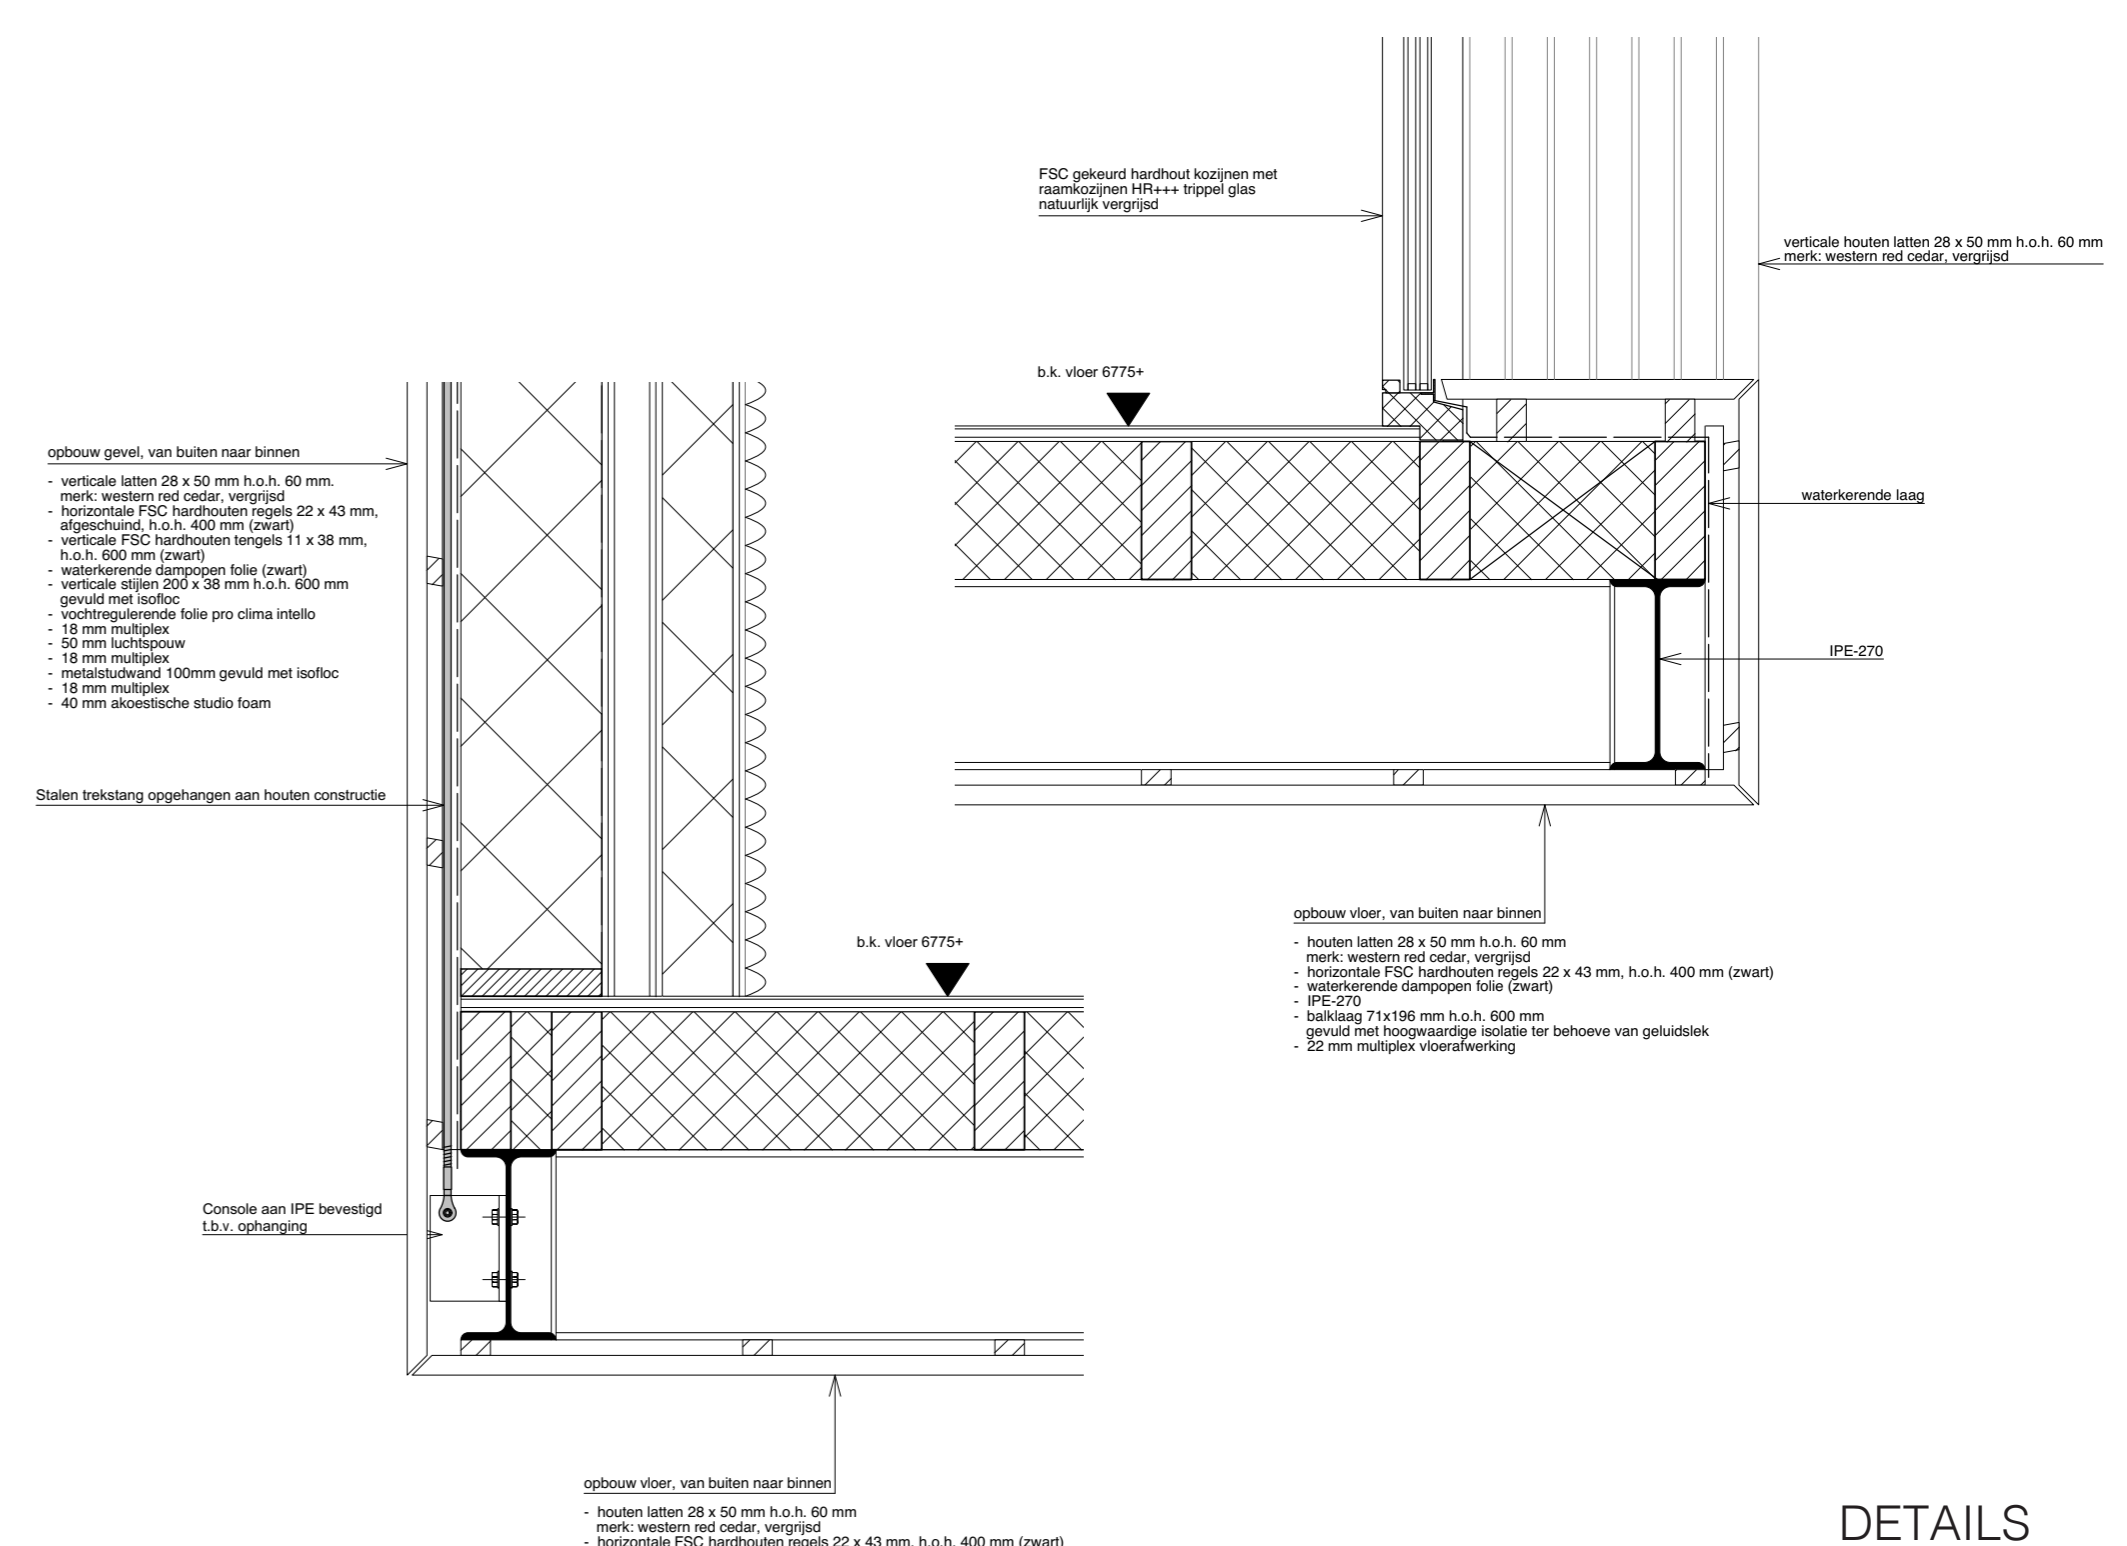 FSC gekeurd hardhout kozijnen met
raamkozijnen HR+++ trippel glas
natuurlijk vergrijsd
verticale houten latten 28 x 50 mm h.o.h. 60 mm
merk: western red cedar, vergrijsd
b.k. vloer 6775+
opbouw gevel, van buiten naar binnen
- verticale latten 28 x 50 mm h.o.h. 60 mm.
merk: western red cedar, vergrijsd
- horizontale FSC hardhouten regels 22 x 43 mm,
afgeschuind, h.o.h. 400 mm (zwart)
- verticale FSC hardhouten tengels 11 x 38 mm,
h.o.h. 600 mm (zwart)
- waterkerende dampopen folie (zwart)
- verticale stijlen 200 x 38 mm h.o.h. 600 mm
gevuld met isofloc
- vochtregulerende folie pro clima intello
- 18 mm multiplex
- 50 mm luchtspouw
- 18 mm multiplex
- metalstudwand 100mm gevuld met isofloc
- 18 mm multiplex
- 40 mm akoestische studio foam
waterkerende laag
IPE-270
Stalen trekstang opgehangen aan houten constructie
b.k. vloer 6775+
opbouw vloer, van buiten naar binnen
- houten latten 28 x 50 mm h.o.h. 60 mm
merk: western red cedar, vergrijsd
- horizontale FSC hardhouten regels 22 x 43 mm, h.o.h. 400 mm (zwart)
- waterkerende dampopen folie (zwart)
- IPE-270
- balklaag 71x196 mm h.o.h. 600 mm
gevuld met hoogwaardige isolatie ter behoeve van geluidslek
- 22 mm multiplex vloerafwerking
Console aan IPE bevestigd
t.b.v. ophanging
opbouw vloer, van buiten naar binnen
- houten latten 28 x 50 mm h.o.h. 60 mm
merk: western red cedar, vergrijsd
- horizontale FSC hardhouten regels 22 x 43 mm, h.o.h. 400 mm (zwart)
DETAILS